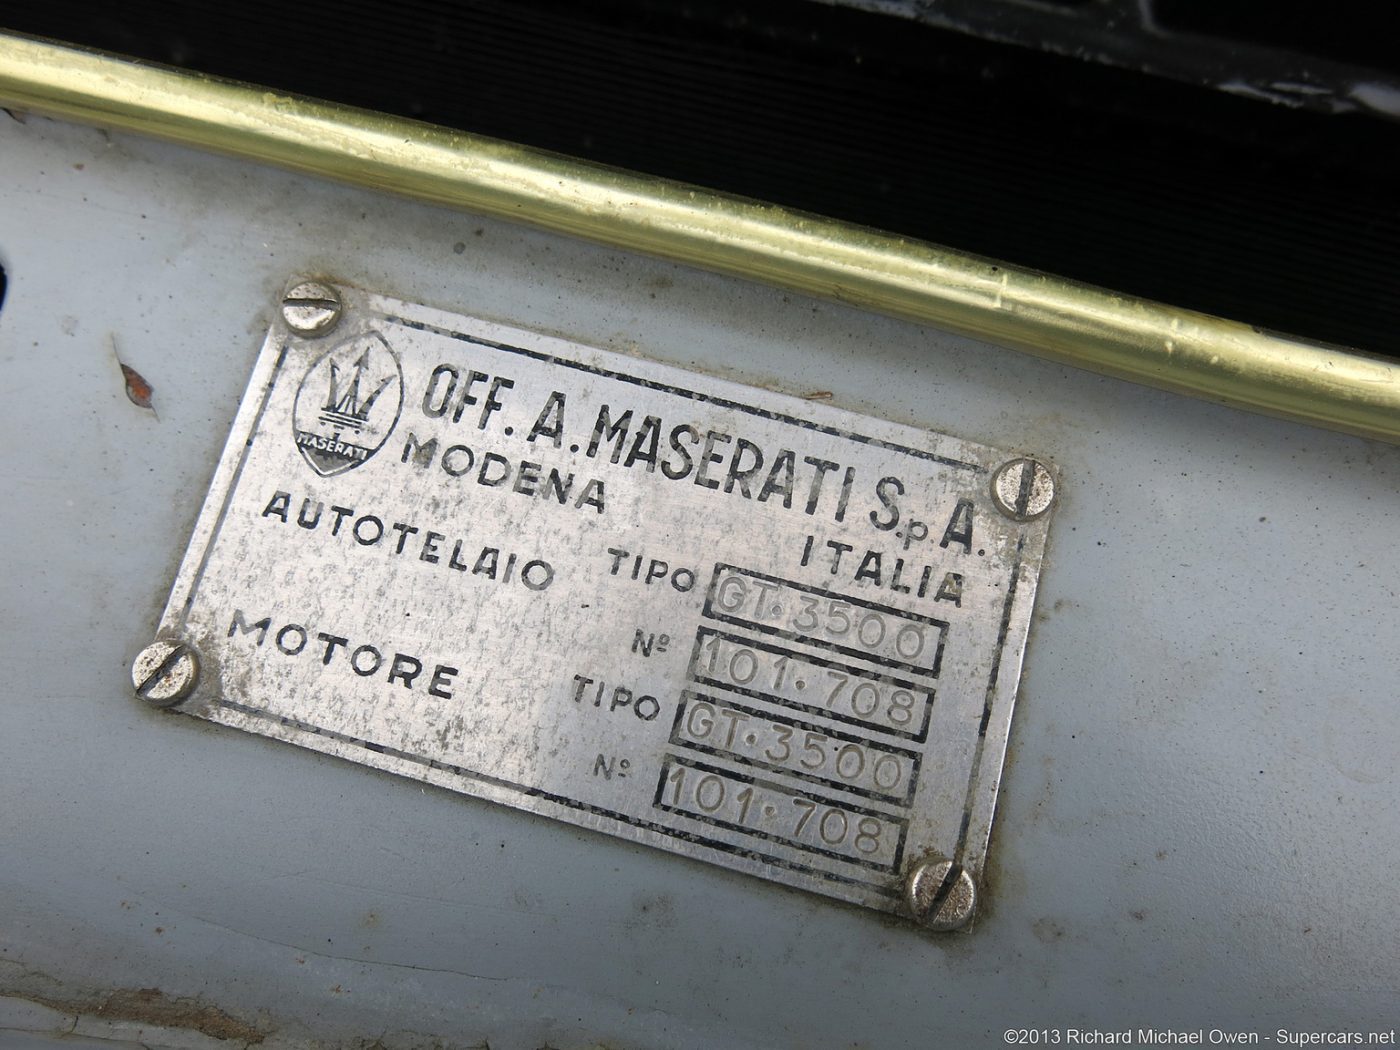 MASERATI
OFF. A. MASERATI S.p.A.
MODENA ITALIA
AUTOTELAIO TIPO GT·3500
Nº 101·708
MOTORE TIPO GT·3500
Nº 101·708
©2013 Richard Michael Owen - Supercars.net